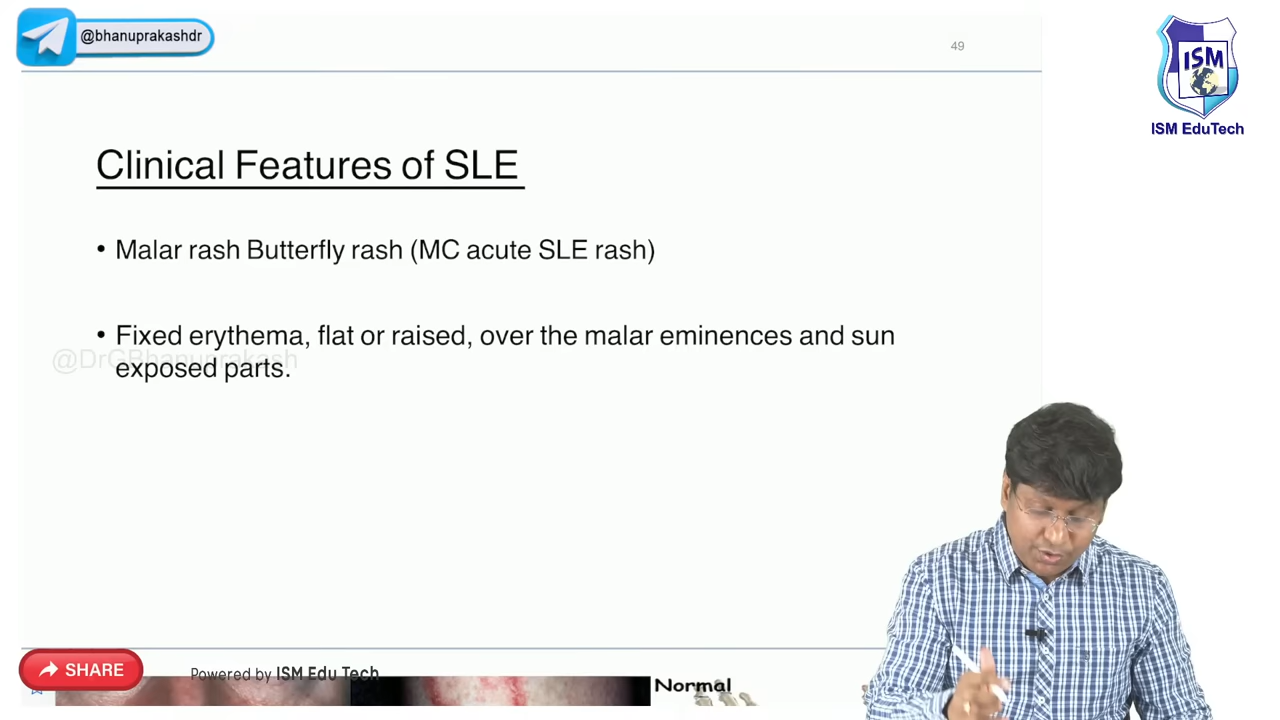 @bhanuprakashdr
49
ISM
ISM EduTech
Clinical Features of SLE
• Malar rash Butterfly rash (MC acute SLE rash)
• Fixed erythema, flat or raised, over the malar eminences and sun
exposed parts.
@DrGBhanuprakash
SHARE
Powered by ISM Edu Tech
Normal